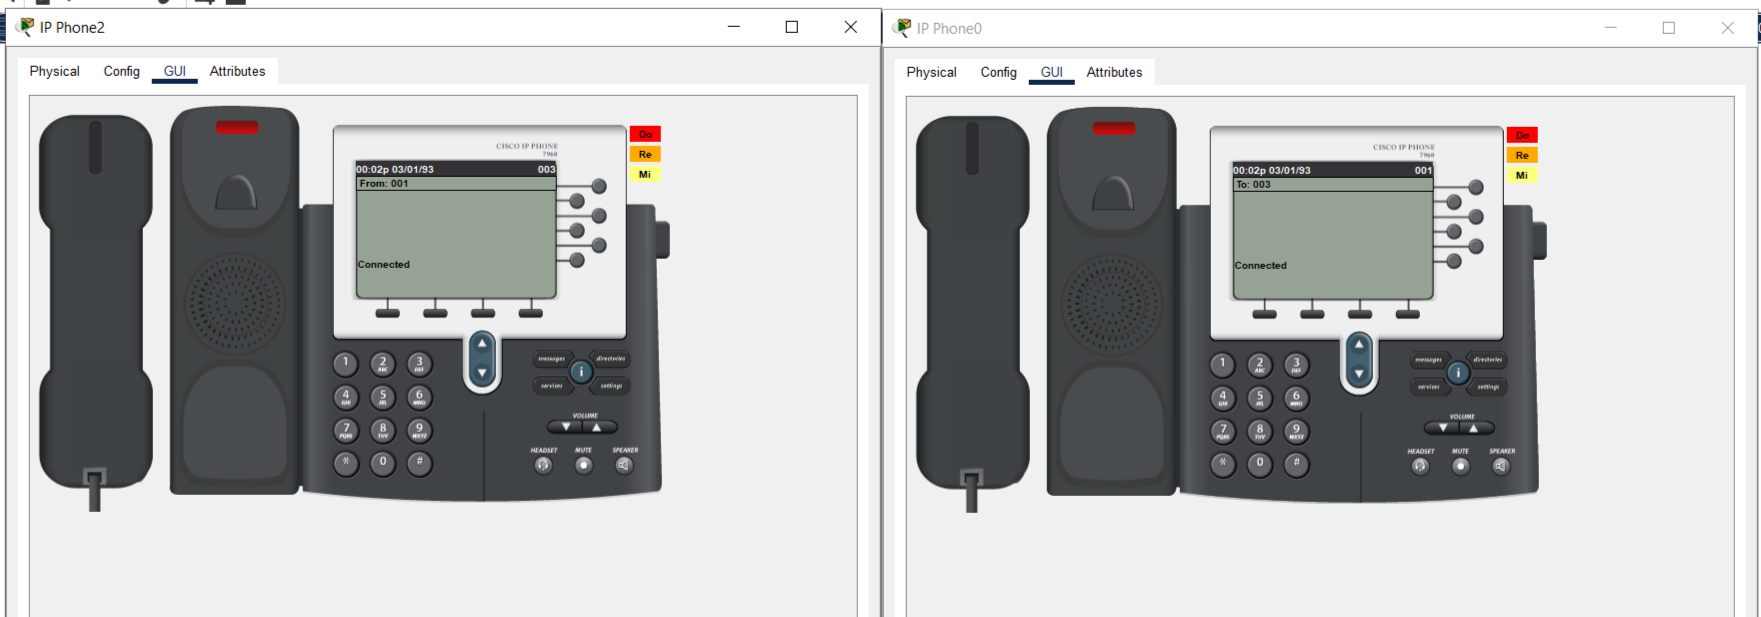 IP Phone2
Physical Config GUI Attributes
CISCO IP PHONE
7960
00:02p 03/01/93 003
From: 001
Connected
Do
Re
Mi
1 2 ABC 3 DEF
4 GHI 5 JKL 6 MNO
7 PQRS 8 TUV 9 WXYZ
* 0 #
messages directories
i
services settings
VOLUME
HEADSET MUTE SPEAKER
IP Phone0
Physical Config GUI Attributes
CISCO IP PHONE
7960
00:02p 03/01/93 001
To: 003
Connected
Do
Re
Mi
1 2 ABC 3 DEF
4 GHI 5 JKL 6 MNO
7 PQRS 8 TUV 9 WXYZ
* 0 #
messages directories
i
services settings
VOLUME
HEADSET MUTE SPEAKER